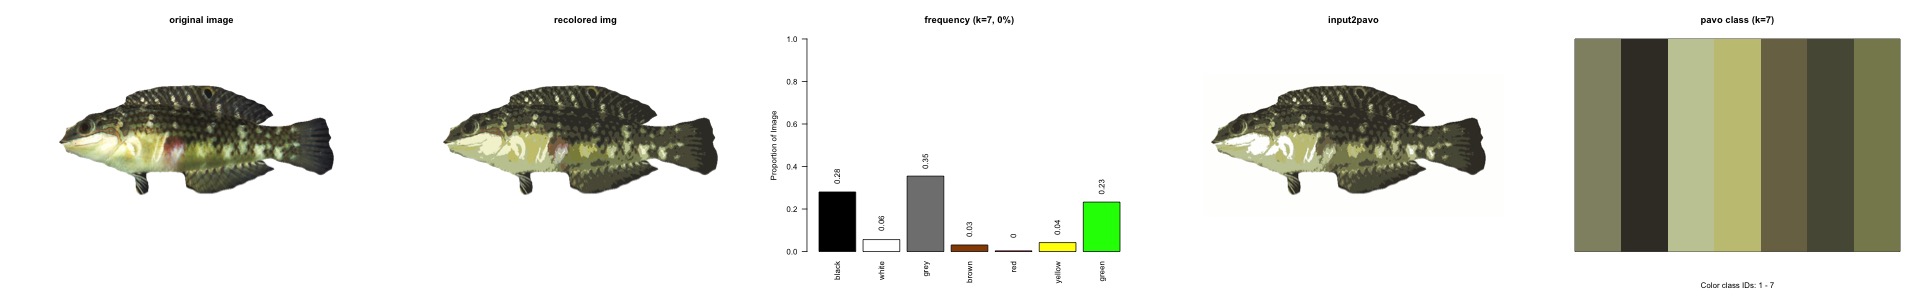 original image
recolored img
frequency (k=7, 0%)
input2pavo
pavo class (k=7)
Proportion of Image
1.0
0.8
0.6
0.4
0.2
0.0
0.28
0.06
0.35
0.03
0
0.04
0.23
black
white
grey
brown
red
yellow
green
Color class IDs: 1 - 7